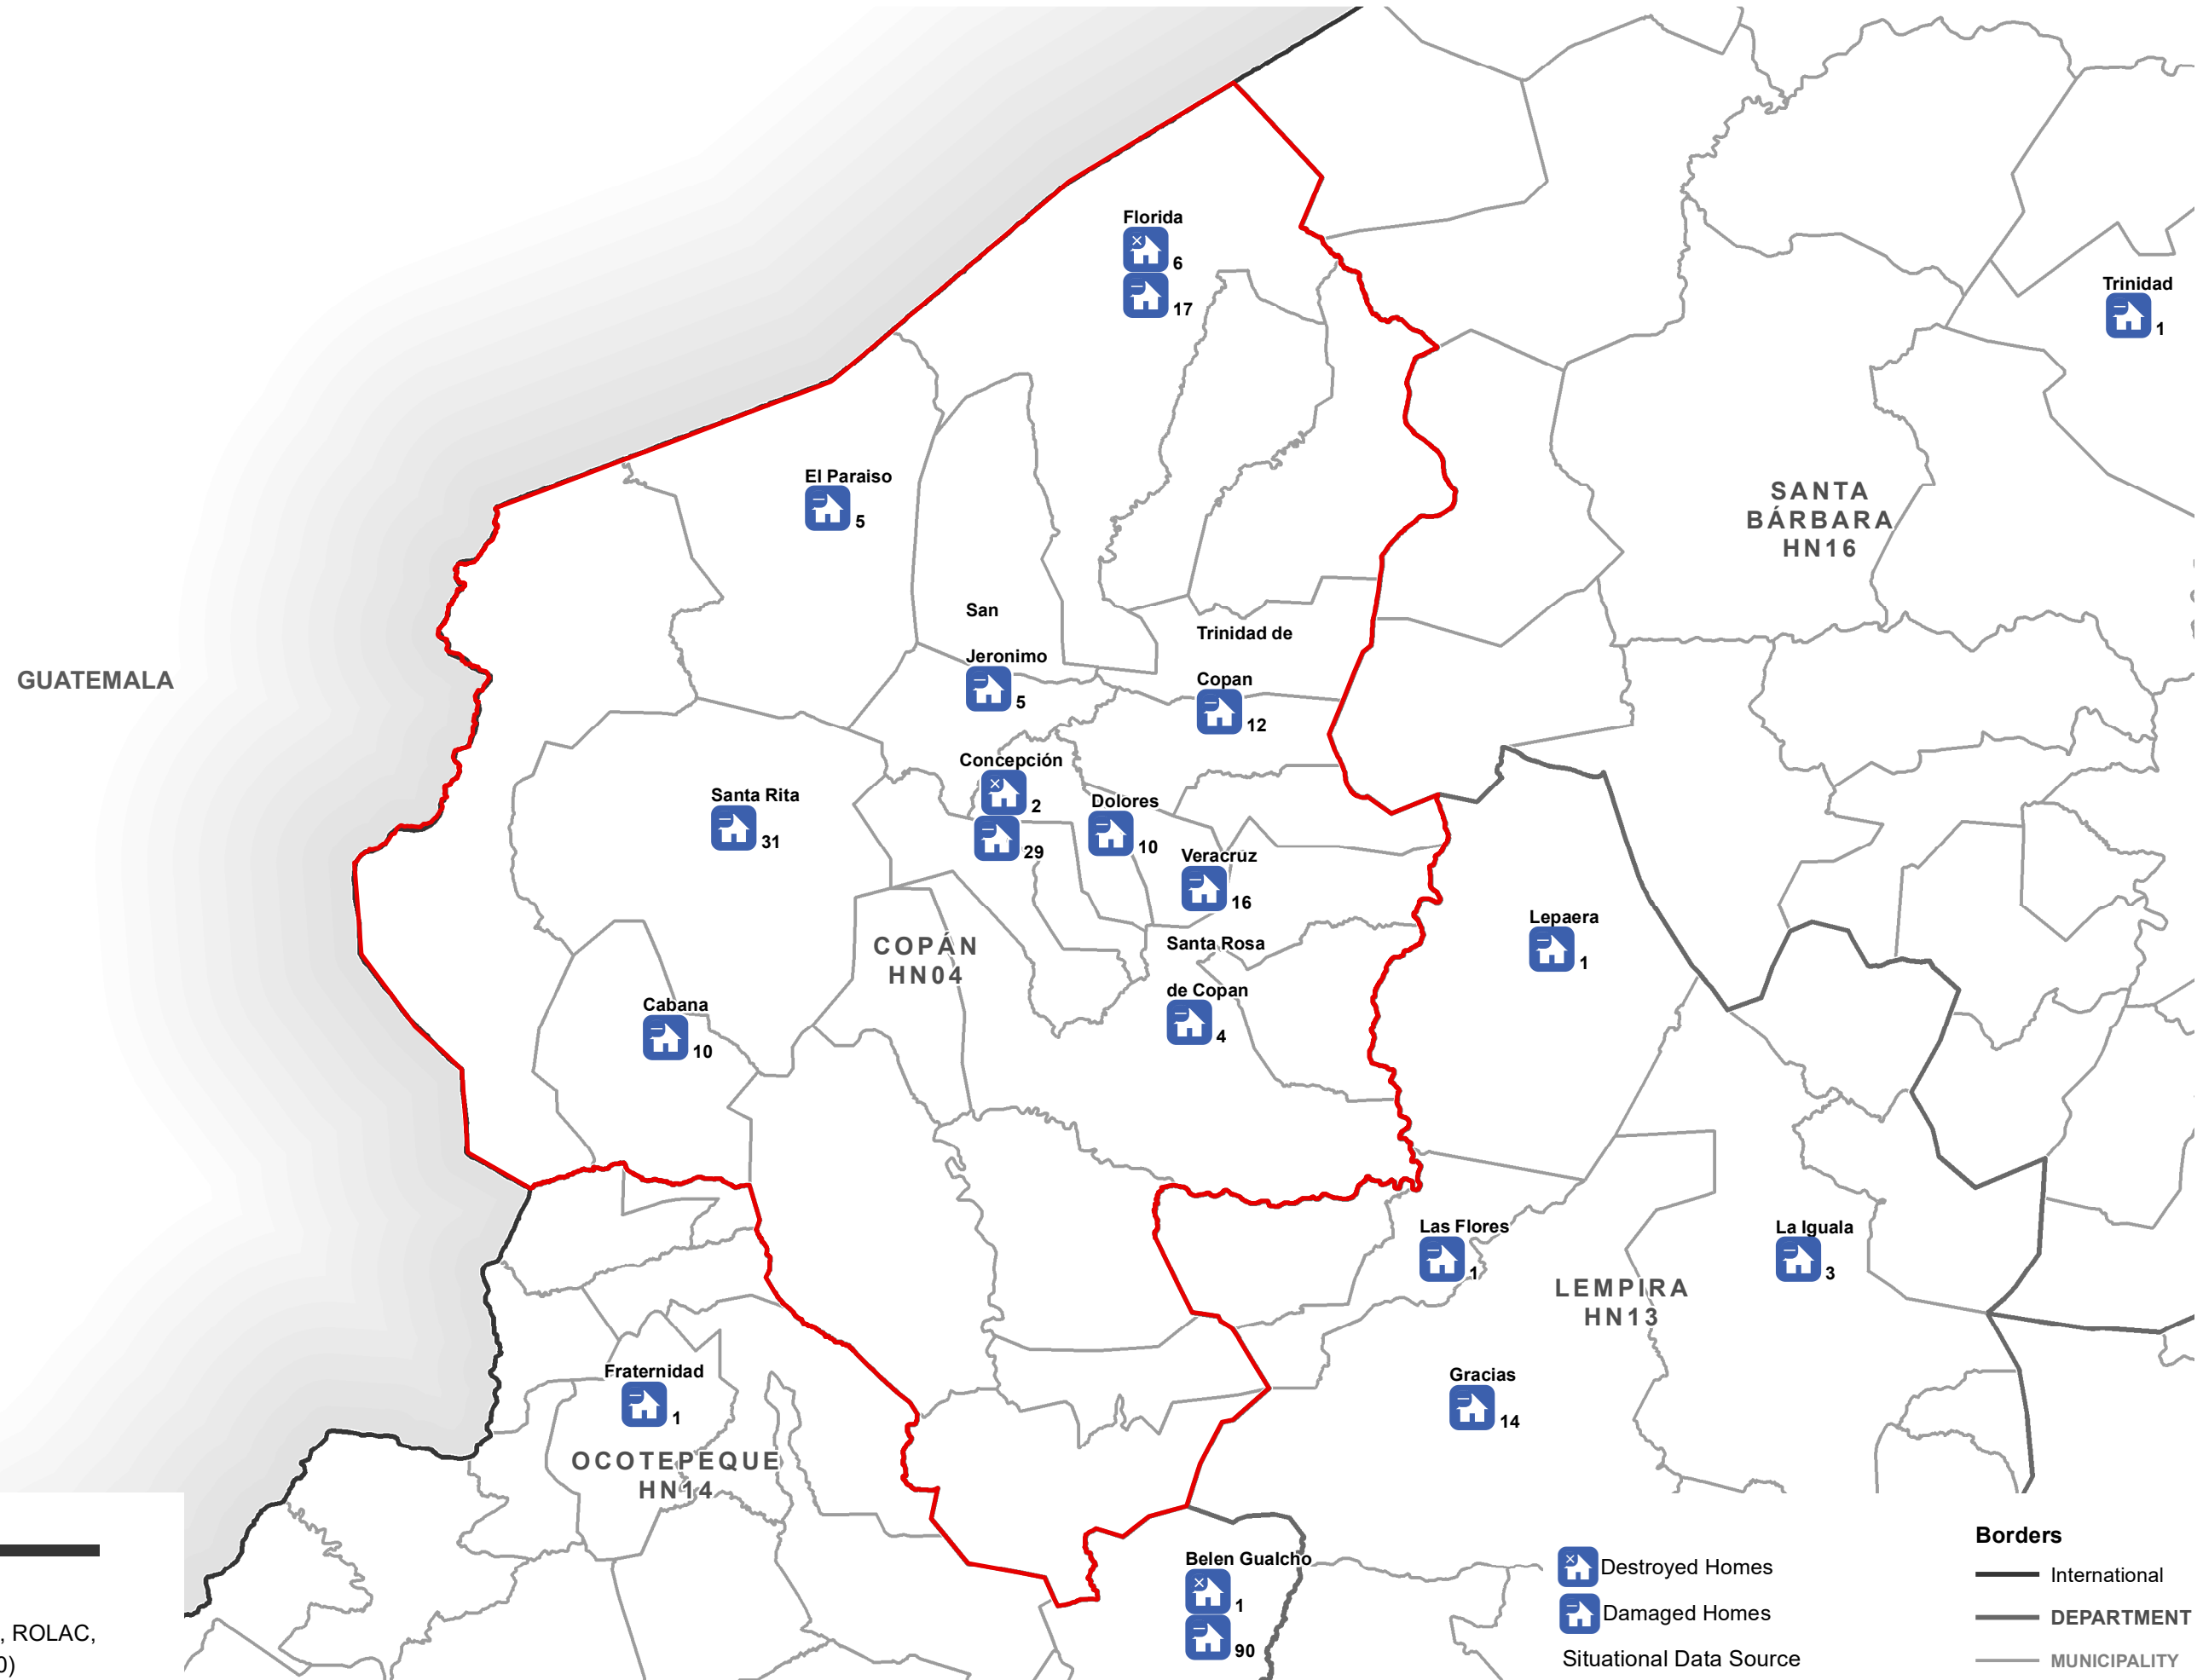 Florida
6
17
Trinidad
1
El Paraiso
5
SANTA
BÁRBARA
HN16
San
Jeronimo
5
Trinidad de
Copan
12
GUATEMALA
Concepción
2
29
Santa Rita
31
Dolores
10
Veracruz
16
Lepaera
1
COPÁN
HN04
Santa Rosa
de Copan
4
Cabana
10
Las Flores
1
La Iguala
3
LEMPIRA
HN13
Fraternidad
1
Gracias
14
OCOTEPEQUE
HN14
Belen Gualcho
1
90
Destroyed Homes
Damaged Homes
Situational Data Source
Borders
International
DEPARTMENT
MUNICIPALITY
, ROLAC,
0)